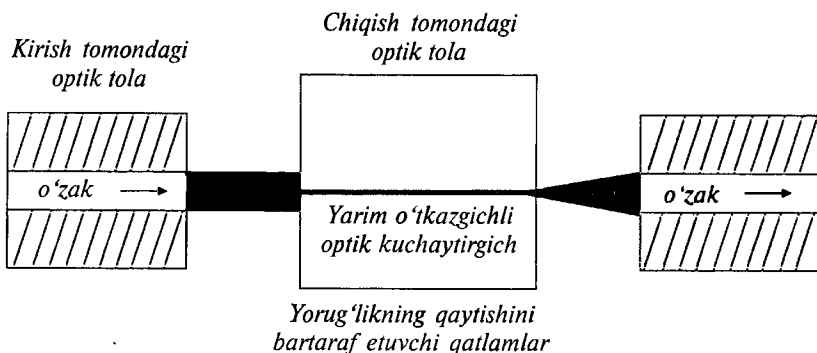 Kirish tomondagi
optik tola
Chiqish tomondagi
optik tola
o‘zak
Yarim o‘tkazgichli
optik kuchaytirgich
o‘zak
Yorug‘likning qaytishini
bartaraf etuvchi qatlamlar